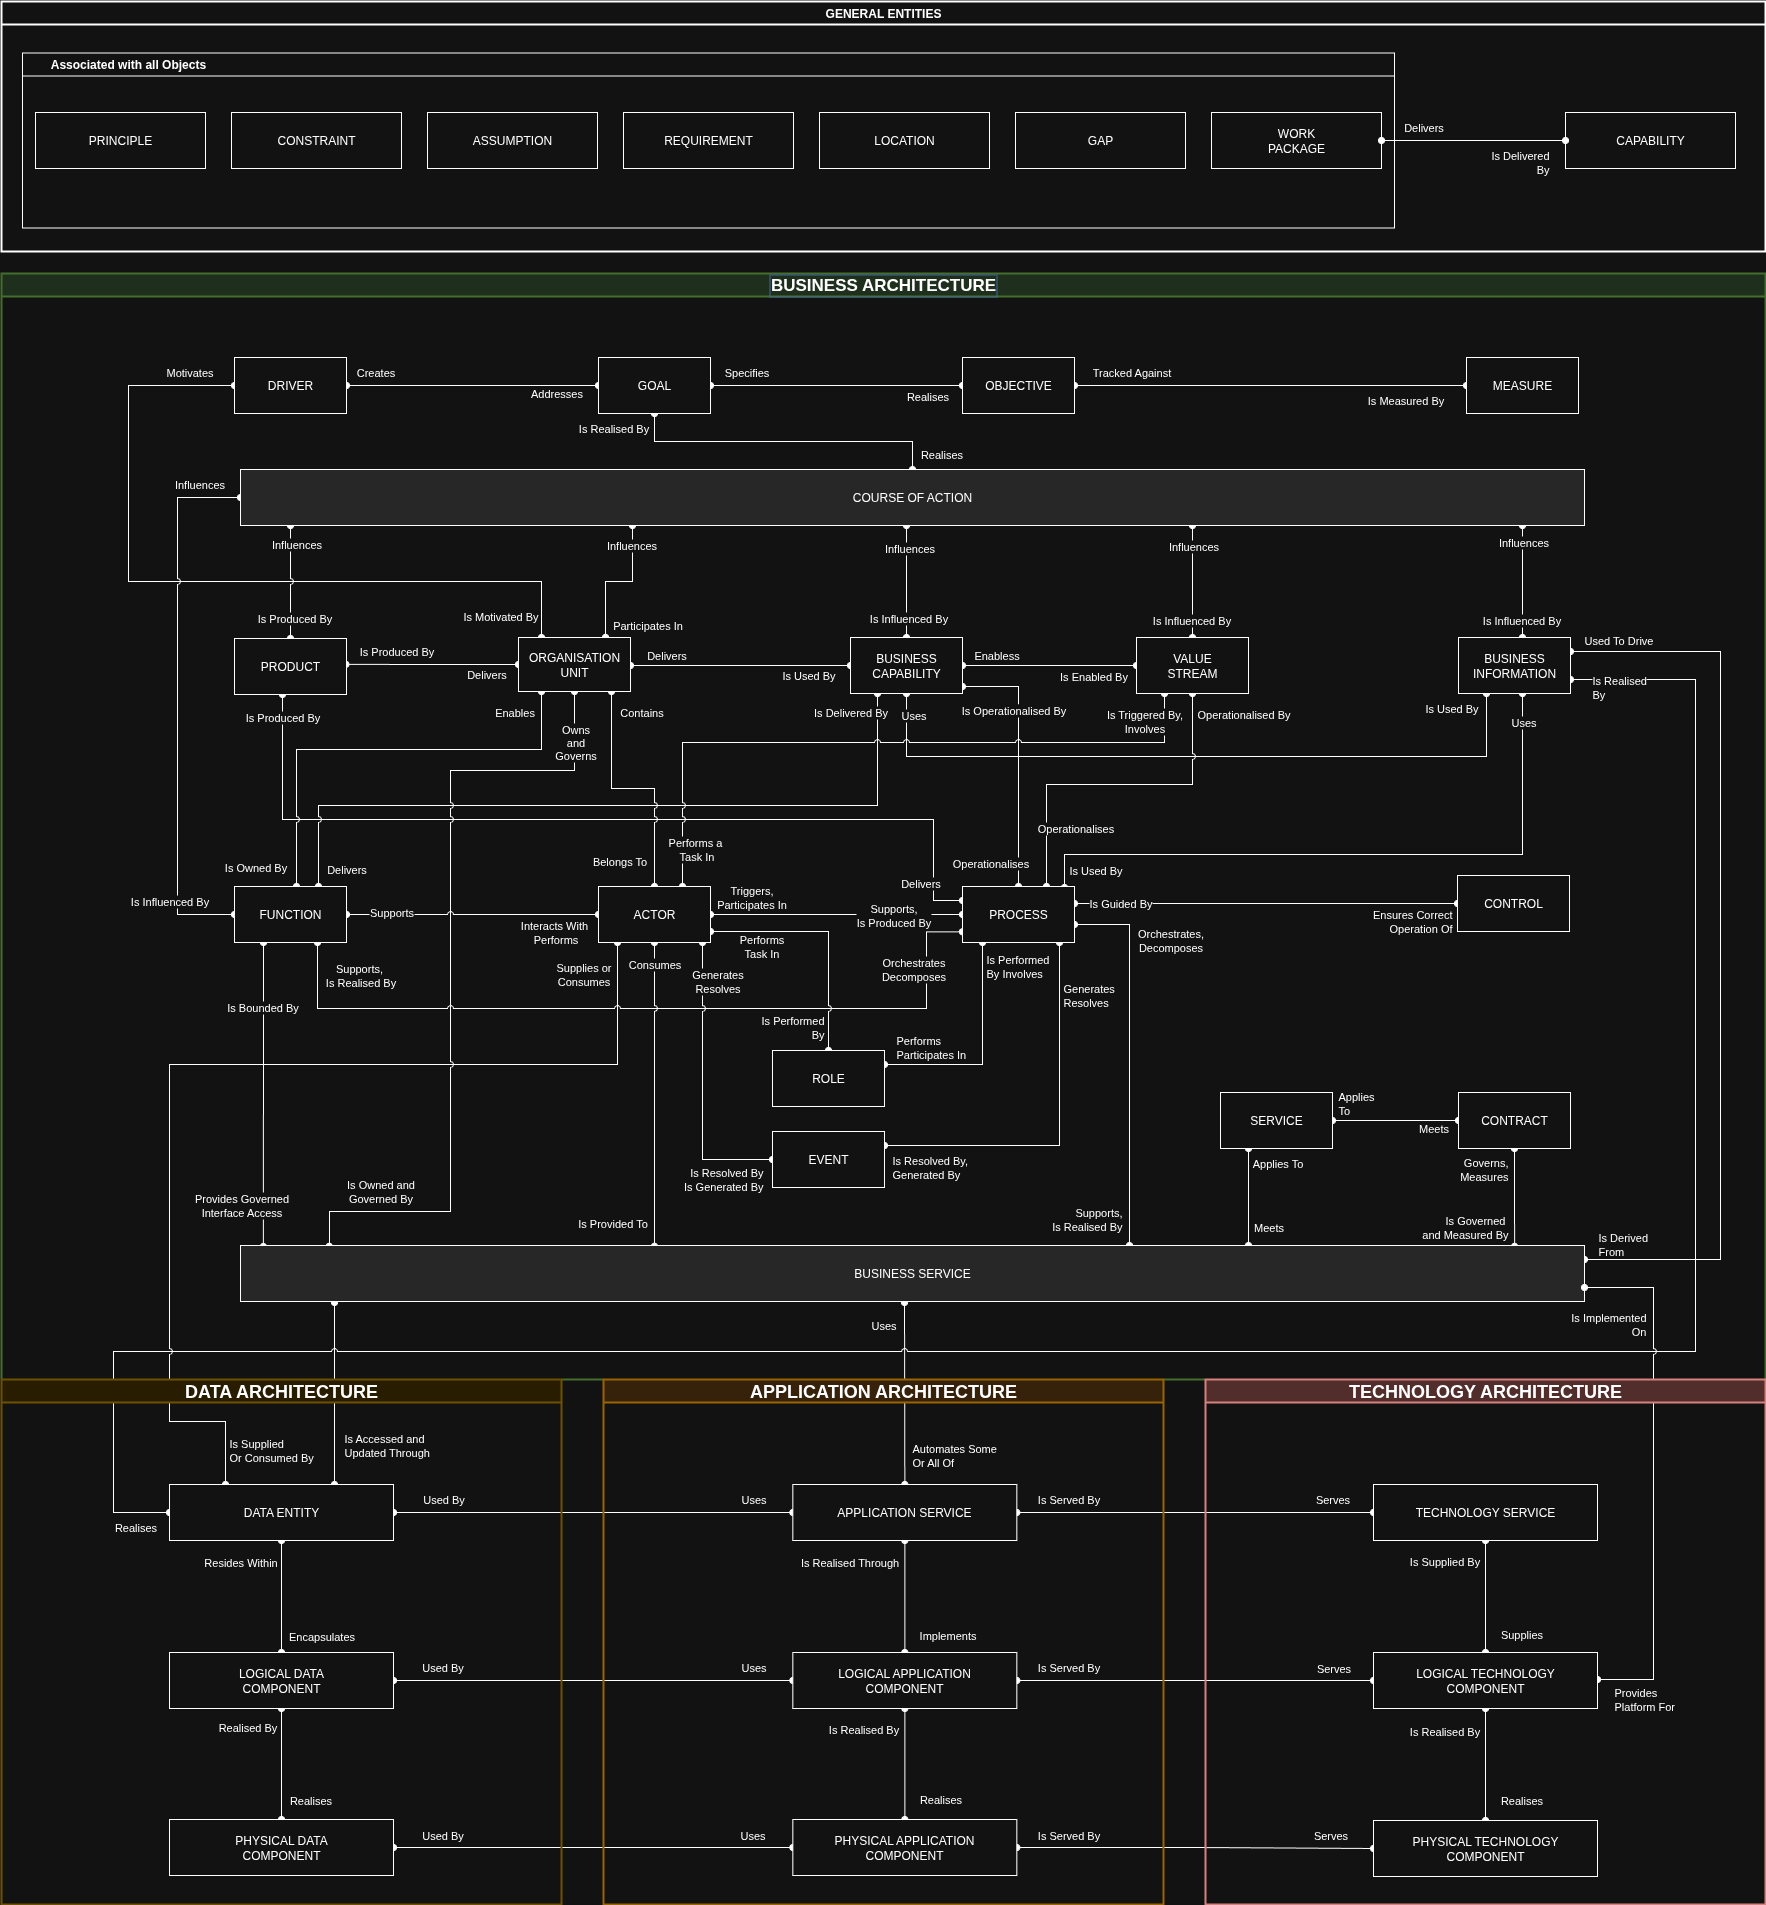 GENERAL ENTITIES
Associated with all Objects
PRINCIPLE
CONSTRAINT
ASSUMPTION
REQUIREMENT
LOCATION
GAP
WORK
PACKAGE
Delivers
Is Delivered
By
CAPABILITY
BUSINESS ARCHITECTURE
Motivates
DRIVER
Creates
Addresses
GOAL
Specifies
Realises
OBJECTIVE
Tracked Against
Is Measured By
MEASURE
Is Realised By
Realises
Influences
COURSE OF ACTION
Influences
Influences
Influences
Influences
Influences
Is Produced By
Is Motivated By
Participates In
Is Influenced By
Is Influenced By
Is Influenced By
Used To Drive
PRODUCT
Is Produced By
Delivers
ORGANISATION
UNIT
Delivers
Is Used By
BUSINESS
CAPABILITY
Enabless
Is Enabled By
VALUE
STREAM
BUSINESS
INFORMATION
Is Realised
By
Is Produced By
Enables
Owns
and
Governs
Contains
Is Delivered By
Uses
Is Operationalised By
Is Triggered By,
Involves
Operationalised By
Is Used By
Uses
Is Owned By
Delivers
Belongs To
Performs a
Task In
Operationalises
Operationalises
Is Used By
Delivers
Is Influenced By
FUNCTION
Supports
Interacts With
Performs
ACTOR
Triggers,
Participates In
Supports,
Is Produced By
PROCESS
Is Guided By
Ensures Correct
Operation Of
CONTROL
Performs
Task In
Orchestrates,
Decomposes
Supports,
Is Realised By
Supplies or
Consumes
Consumes
Generates
Resolves
Orchestrates
Decomposes
Is Performed
By Involves
Generates
Resolves
Is Bounded By
Is Performed
By
Performs
Participates In
ROLE
SERVICE
Applies
To
Meets
CONTRACT
EVENT
Is Resolved By
Is Generated By
Is Resolved By,
Generated By
Applies To
Governs,
Measures
Provides Governed
Interface Access
Is Owned and
Governed By
Is Provided To
Supports,
Is Realised By
Meets
Is Governed
and Measured By
Is Derived
From
BUSINESS SERVICE
Uses
Is Implemented
On
DATA ARCHITECTURE
APPLICATION ARCHITECTURE
TECHNOLOGY ARCHITECTURE
Is Supplied
Or Consumed By
Is Accessed and
Updated Through
Automates Some
Or All Of
Realises
DATA ENTITY
Used By
Uses
APPLICATION SERVICE
Is Served By
Serves
TECHNOLOGY SERVICE
Resides Within
Is Realised Through
Is Supplied By
Encapsulates
Implements
Supplies
LOGICAL DATA
COMPONENT
Used By
Uses
LOGICAL APPLICATION
COMPONENT
Is Served By
Serves
LOGICAL TECHNOLOGY
COMPONENT
Provides
Platform For
Realised By
Is Realised By
Is Realised By
Realises
Realises
Realises
PHYSICAL DATA
COMPONENT
Used By
Uses
PHYSICAL APPLICATION
COMPONENT
Is Served By
Serves
PHYSICAL TECHNOLOGY
COMPONENT